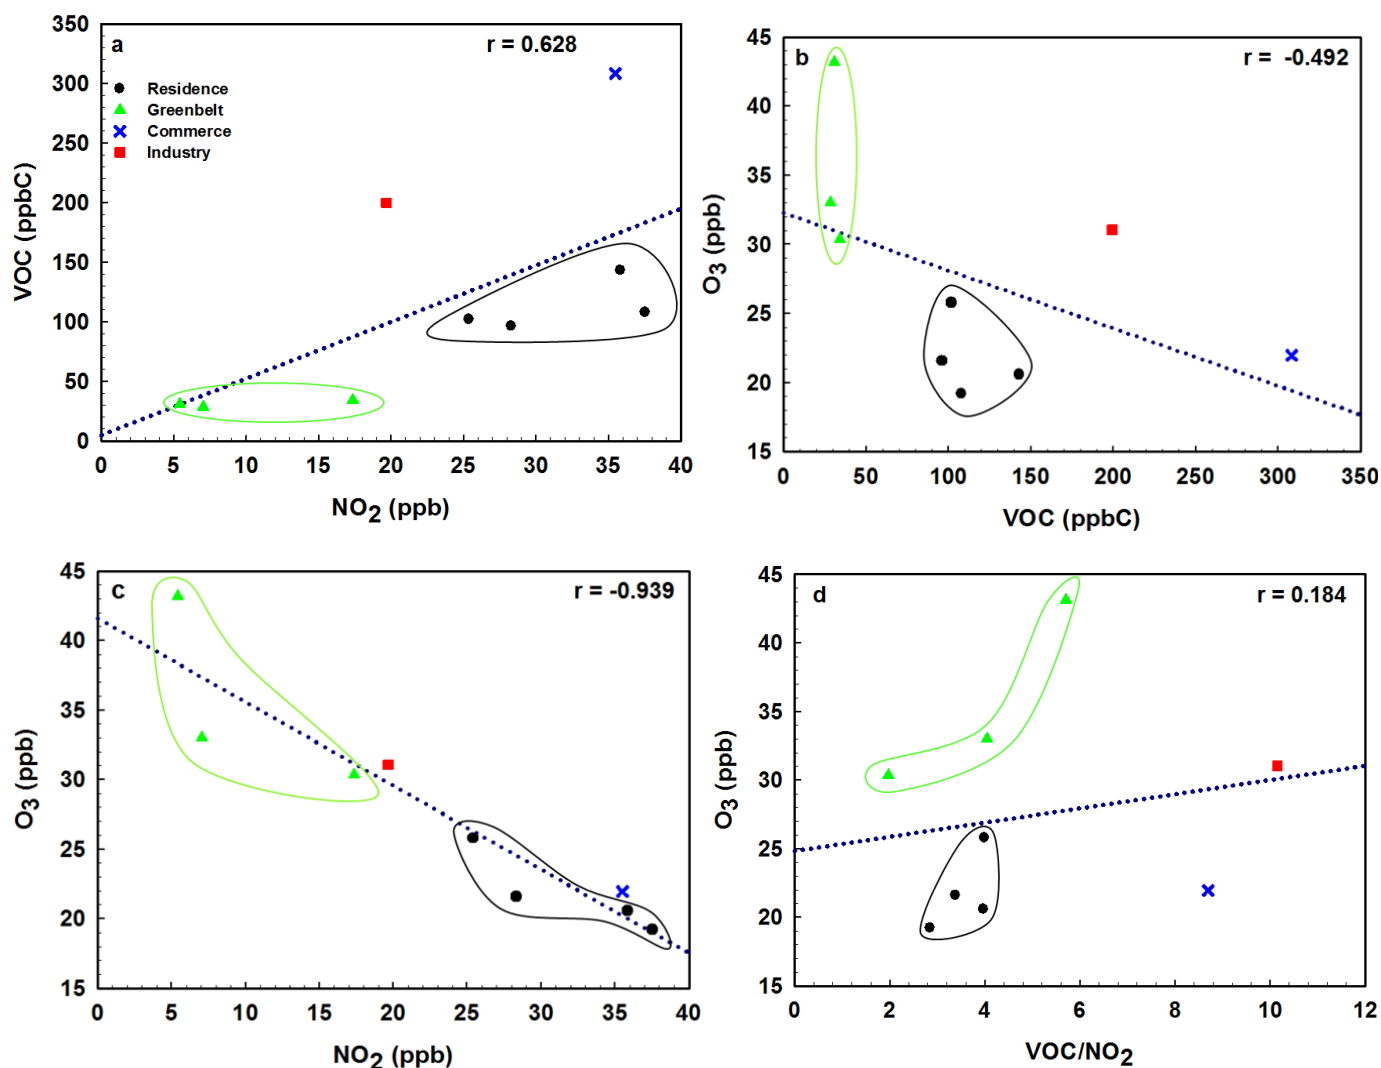 a
r = 0.628
Residence
Greenbelt
Commerce
Industry
350
300
250
200
150
100
50
0
VOC (ppbC)
0 5 10 15 20 25 30 35 40
NO2 (ppb)
b
r = -0.492
45
40
35
30
25
20
15
O3 (ppb)
0 50 100 150 200 250 300 350
VOC (ppbC)
c
r = -0.939
45
40
35
30
25
20
15
O3 (ppb)
0 5 10 15 20 25 30 35 40
NO2 (ppb)
d
r = 0.184
45
40
35
30
25
20
15
O3 (ppb)
0 2 4 6 8 10 12
VOC/NO2